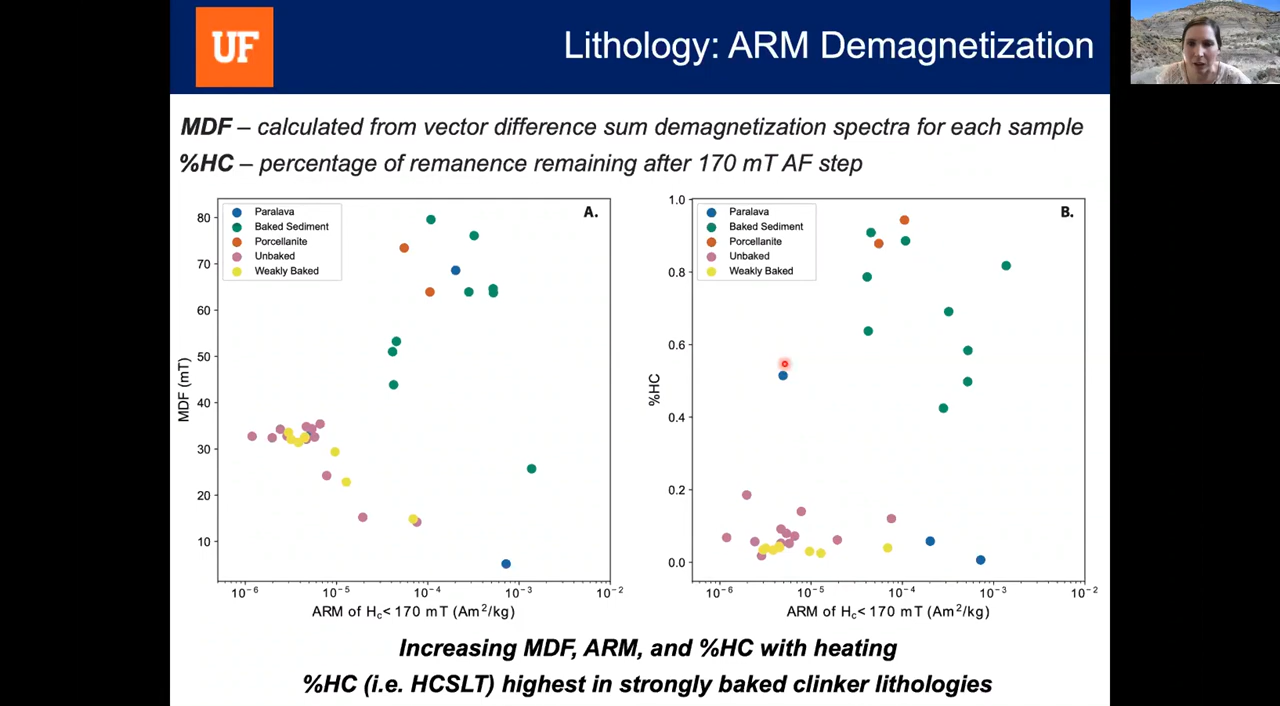 UF
Lithology: ARM Demagnetization
MDF – calculated from vector difference sum demagnetization spectra for each sample
%HC – percentage of remanence remaining after 170 mT AF step
Paralava
Baked Sediment
Porcellanite
Unbaked
Weakly Baked
A.
80
70
60
50
40
30
20
10
MDF (mT)
10⁻⁶
10⁻⁵
10⁻⁴
10⁻³
10⁻²
ARM of H_c< 170 mT (Am²/kg)
Paralava
Baked Sediment
Porcellanite
Unbaked
Weakly Baked
B.
1.0
0.8
0.6
0.4
0.2
0.0
%HC
10⁻⁶
10⁻⁵
10⁻⁴
10⁻³
10⁻²
ARM of H_c< 170 mT (Am²/kg)
Increasing MDF, ARM, and %HC with heating
%HC (i.e. HCSLT) highest in strongly baked clinker lithologies